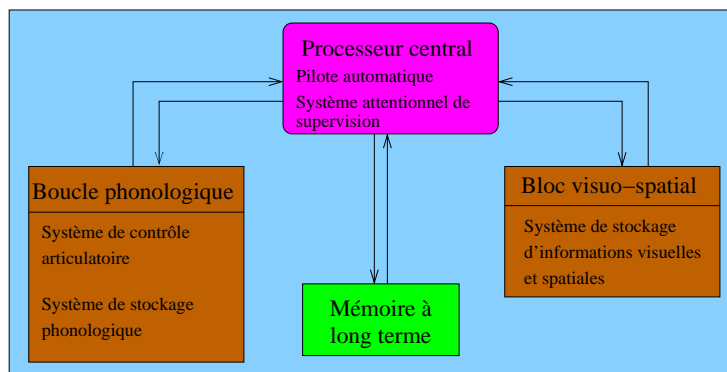 Processeur central
Pilote automatique
Système attentionnel de
supervision
Boucle phonologique
Système de contrôle
articulatoire
Système de stockage
phonologique
Bloc visuo−spatial
Système de stockage
d'informations visuelles
et spatiales
Mémoire à
long terme